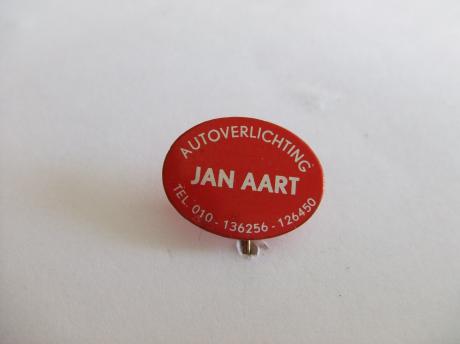 AUTOVERLICHTING
JAN AART
TEL. 010 - 136256 - 126450